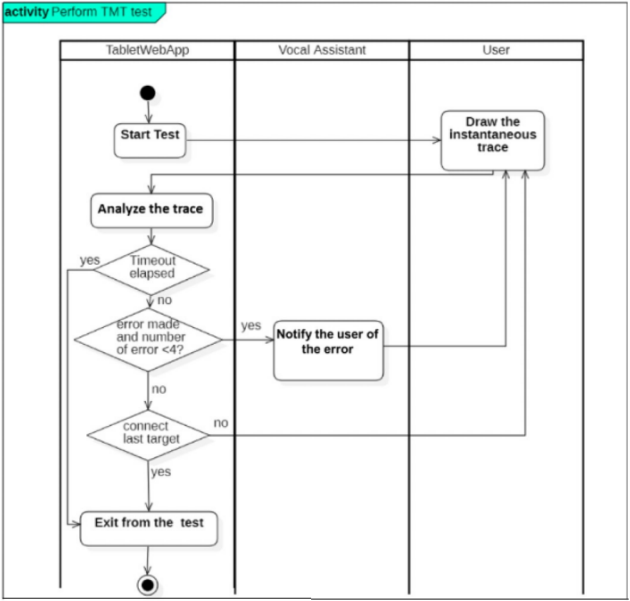 activity Perform TMT test
TabletWebApp
Vocal Assistant
User
Start Test
Draw the
instantaneous
trace
Analyze the trace
yes
Timeout
elapsed
no
error made
and number
of error <4?
yes
Notify the user of
the error
no
connect
last target
no
yes
Exit from the test